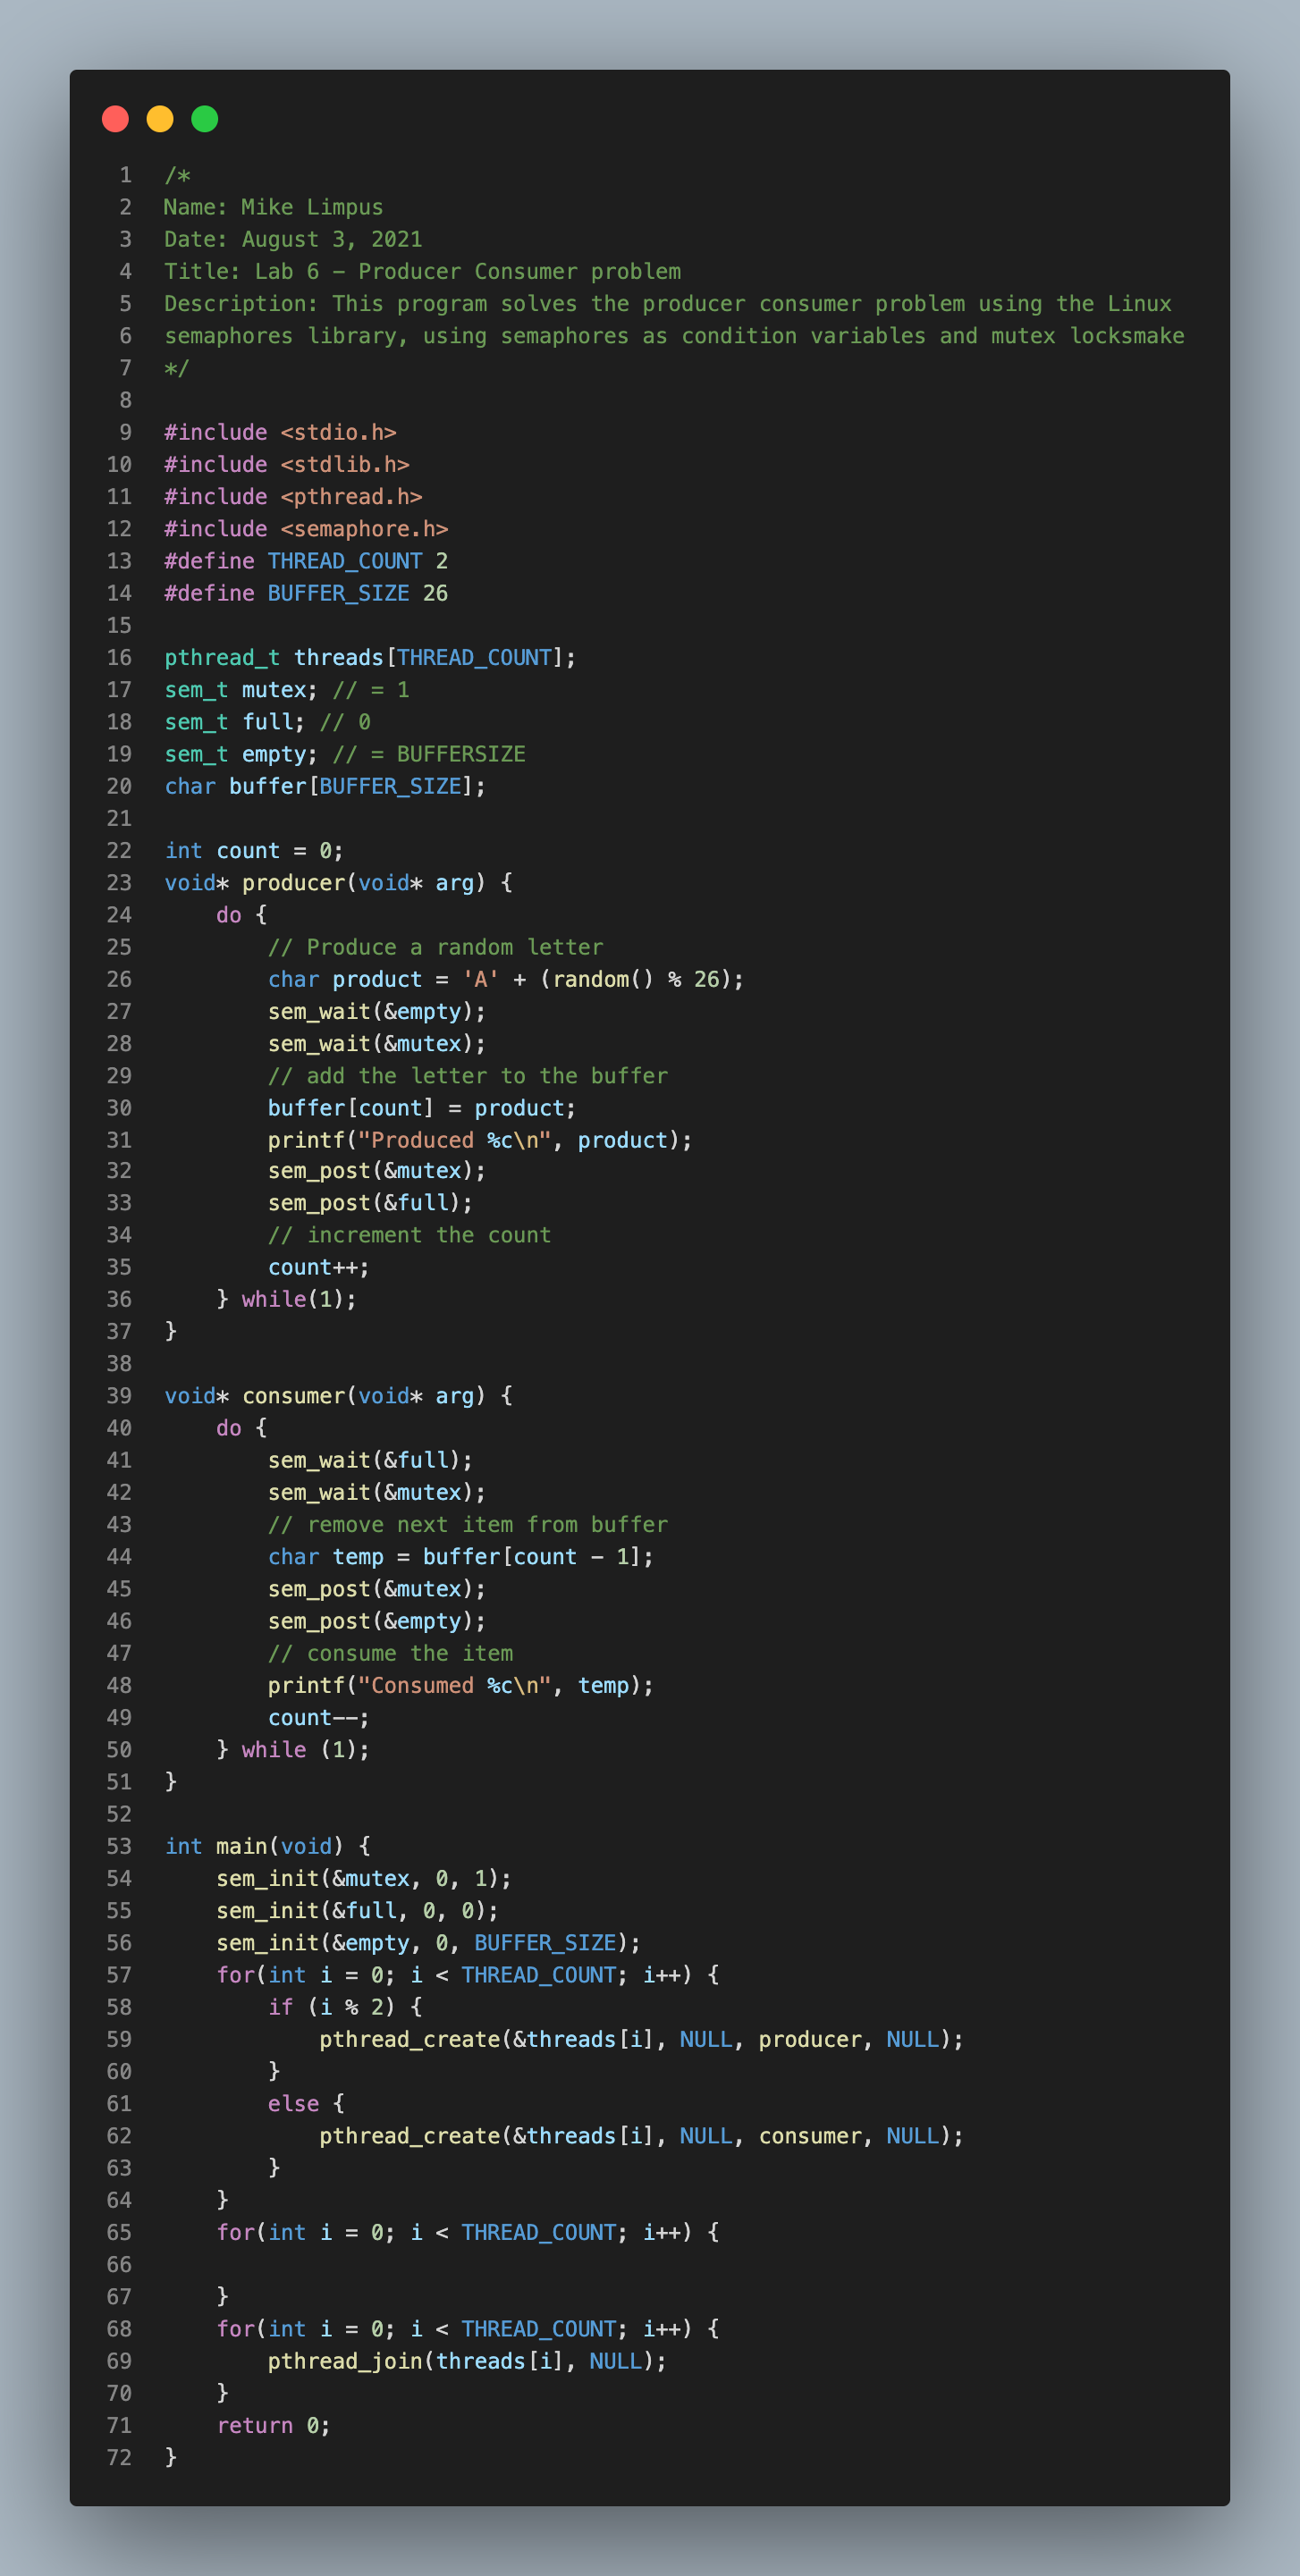 1 /*
2 Name: Mike Limpus
3 Date: August 3, 2021
4 Title: Lab 6 - Producer Consumer problem
5 Description: This program solves the producer consumer problem using the Linux
6 semaphores library, using semaphores as condition variables and mutex locksmake
7 */
8
9 #include <stdio.h>
10 #include <stdlib.h>
11 #include <pthread.h>
12 #include <semaphore.h>
13 #define THREAD_COUNT 2
14 #define BUFFER_SIZE 26
15
16 pthread_t threads[THREAD_COUNT];
17 sem_t mutex; // = 1
18 sem_t full; // 0
19 sem_t empty; // = BUFFERSIZE
20 char buffer[BUFFER_SIZE];
21
22 int count = 0;
23 void* producer(void* arg) {
24     do {
25         // Produce a random letter
26         char product = 'A' + (random() % 26);
27         sem_wait(&empty);
28         sem_wait(&mutex);
29         // add the letter to the buffer
30         buffer[count] = product;
31         printf("Produced %c\n", product);
32         sem_post(&mutex);
33         sem_post(&full);
34         // increment the count
35         count++;
36     } while(1);
37 }
38
39 void* consumer(void* arg) {
40     do {
41         sem_wait(&full);
42         sem_wait(&mutex);
43         // remove next item from buffer
44         char temp = buffer[count - 1];
45         sem_post(&mutex);
46         sem_post(&empty);
47         // consume the item
48         printf("Consumed %c\n", temp);
49         count--;
50     } while (1);
51 }
52
53 int main(void) {
54     sem_init(&mutex, 0, 1);
55     sem_init(&full, 0, 0);
56     sem_init(&empty, 0, BUFFER_SIZE);
57     for(int i = 0; i < THREAD_COUNT; i++) {
58         if (i % 2) {
59             pthread_create(&threads[i], NULL, producer, NULL);
60         }
61         else {
62             pthread_create(&threads[i], NULL, consumer, NULL);
63         }
64     }
65     for(int i = 0; i < THREAD_COUNT; i++) {
66
67     }
68     for(int i = 0; i < THREAD_COUNT; i++) {
69         pthread_join(threads[i], NULL);
70     }
71     return 0;
72 }